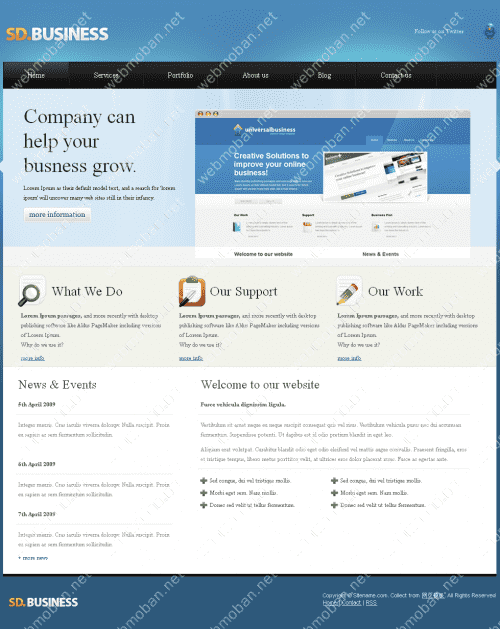 SD.BUSINESS
Follow us on Twitter
Home Services Portfolio About us Blog Contact us
Company can
help your
busness grow.
Lorem Ipsum as their default model text, and a search for 'lorem
ipsum' will uncover many web sites still in their infancy.
more information
universalbusiness
Creative Solutions to
improve your online
business!
Our Work Support Business Plan
Welcome to our website News & Events
What We Do
Lorem Ipsum passages, and more recently with desktop
publishing software like Aldus PageMaker including versions
of Lorem Ipsum.
Why do we use it?
more info
Our Support
Lorem Ipsum passages, and more recently with desktop
publishing software like Aldus PageMaker including versions
of Lorem Ipsum.
Why do we use it?
more info
Our Work
Lorem Ipsum passages, and more recently with desktop
publishing software like Aldus PageMaker including versions
of Lorem Ipsum.
Why do we use it?
more info
News & Events
5th April 2009
Integer mauris. Cras iaculis viverra dolorge. Nulla suscipit. Proin
eu sapien ac sem fermentum sollicitudin.
6th April 2009
Integer mauris. Cras iaculis viverra dolorge. Nulla suscipit. Proin
eu sapien ac sem fermentum sollicitudin.
7th April 2009
Integer mauris. Cras iaculis viverra dolorge. Nulla suscipit. Proin
eu sapien ac sem fermentum sollicitudin.
+ more news
Welcome to our website
Fusce vehicula dignissim ligula.
Vestibulum sit amet augue eu neque suscipit consequat quis vel risus. Vestibulum vehicula nunc nec dui accumsan
fermentum. Suspendisse potenti. Ut dapibus est id odio pretium blandit in eget leo.
Aliquam erat volutpat. Curabitur blandit odio eget odio eleifend vel mattis augue convallis. Praesent fringilla, eros
ut tristique tempus, libero metus porttitor velit, at ultrices eros dolor placerat nunc. Fusce ac egestas ante.
Sed congue, dui vel tristique mollis.
Morbi eget sem. Nam mollis.
Donec sed velit ut tellus fermentum.
Sed congue, dui vel tristique mollis.
Morbi eget sem. Nam mollis.
Donec sed velit ut tellus fermentum.
SD.BUSINESS
Copyright © Sitename.com. Collect from All Rights Reserved
Home | Contact | RSS
webmoban.net